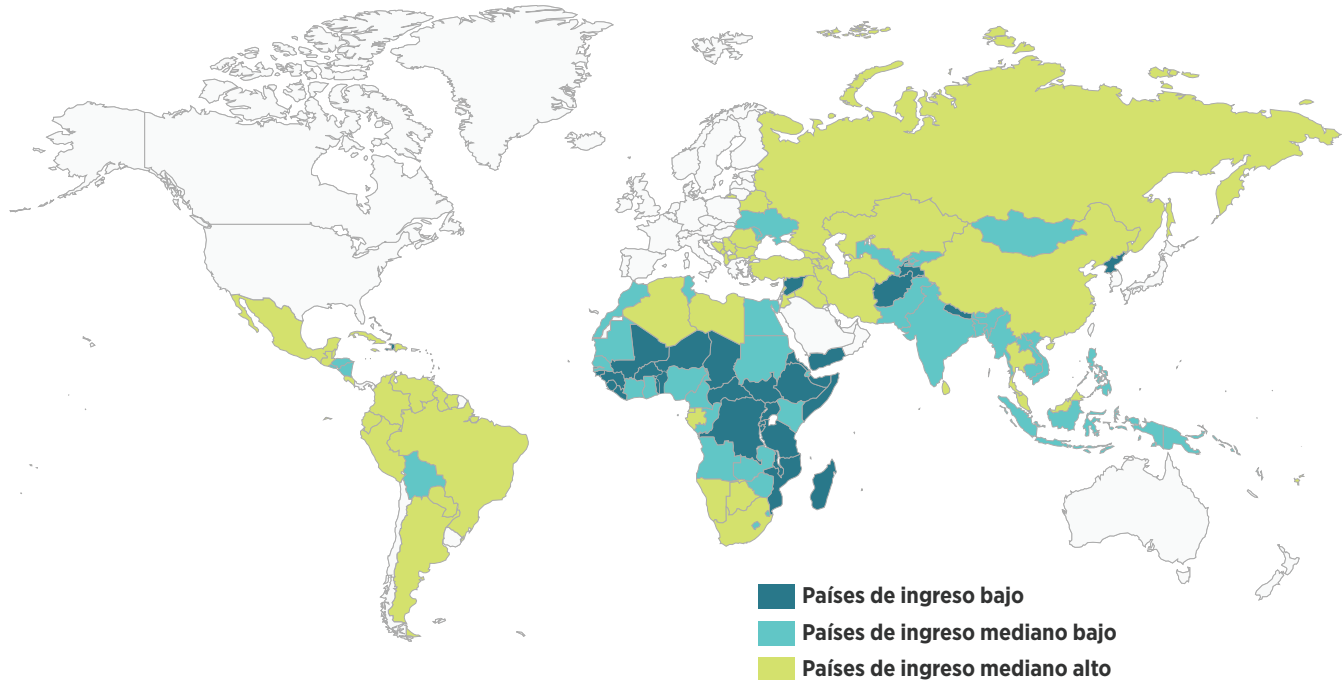 Países de ingreso bajo
Países de ingreso mediano bajo
Países de ingreso mediano alto